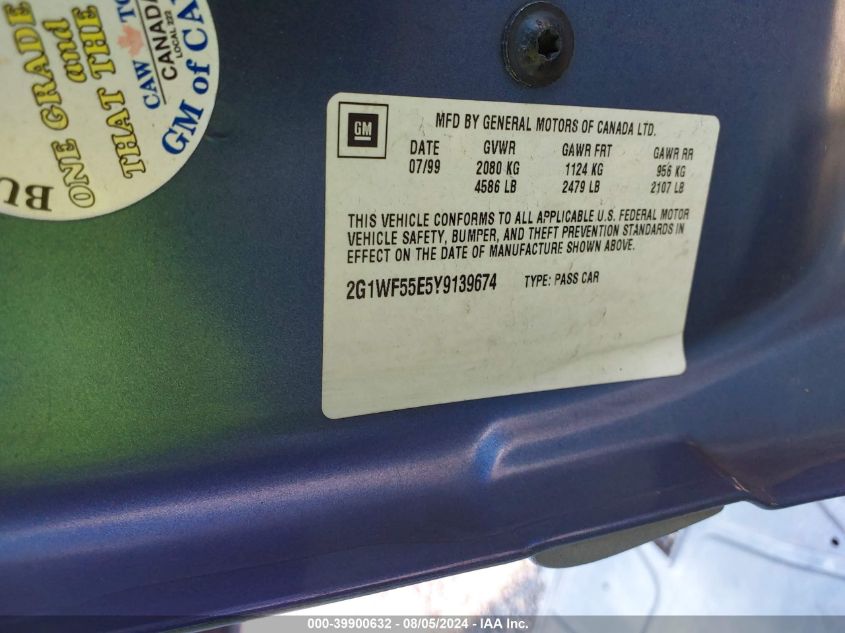 BU
ONE GRADE
and
THAT THE
CAW TO
CANADA
LOCAL 222
GM of CA
GM
MFD BY GENERAL MOTORS OF CANADA LTD.
DATE GVWR GAWR FRT GAWR RR
07/99 2080 KG 1124 KG 956 KG
4586 LB 2479 LB 2107 LB
THIS VEHICLE CONFORMS TO ALL APPLICABLE U.S. FEDERAL MOTOR
VEHICLE SAFETY, BUMPER, AND THEFT PREVENTION STANDARDS IN
EFFECT ON THE DATE OF MANUFACTURE SHOWN ABOVE.
2G1WF55E5Y9139674 TYPE: PASS CAR
000-39900632 - 08/05/2024 - IAA Inc.